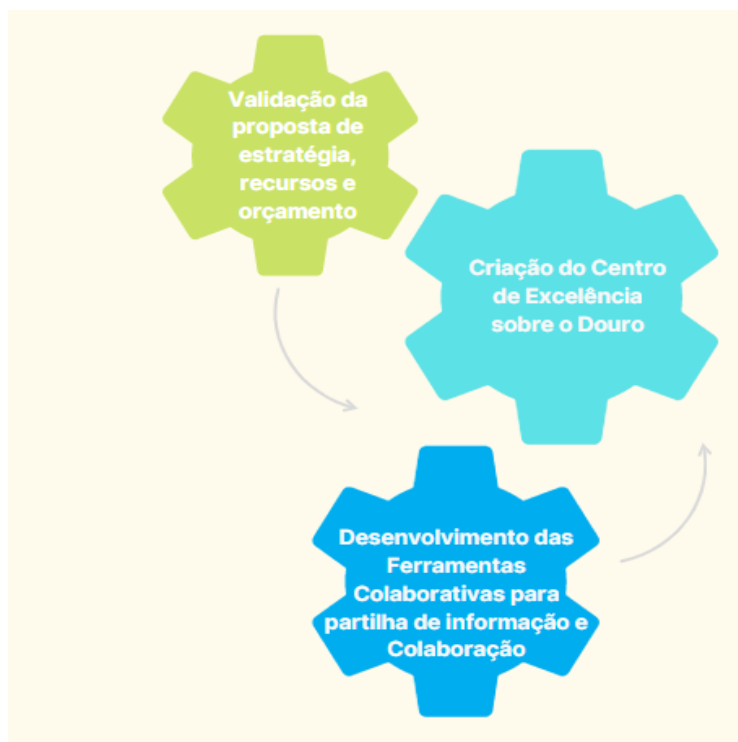 Validação da
proposta de
estratégia,
recursos e
orçamento
Criação do Centro
de Excelência
sobre o Douro
Desenvolvimento das
Ferramentas
Colaborativas para
partilha de informação e
Colaboração